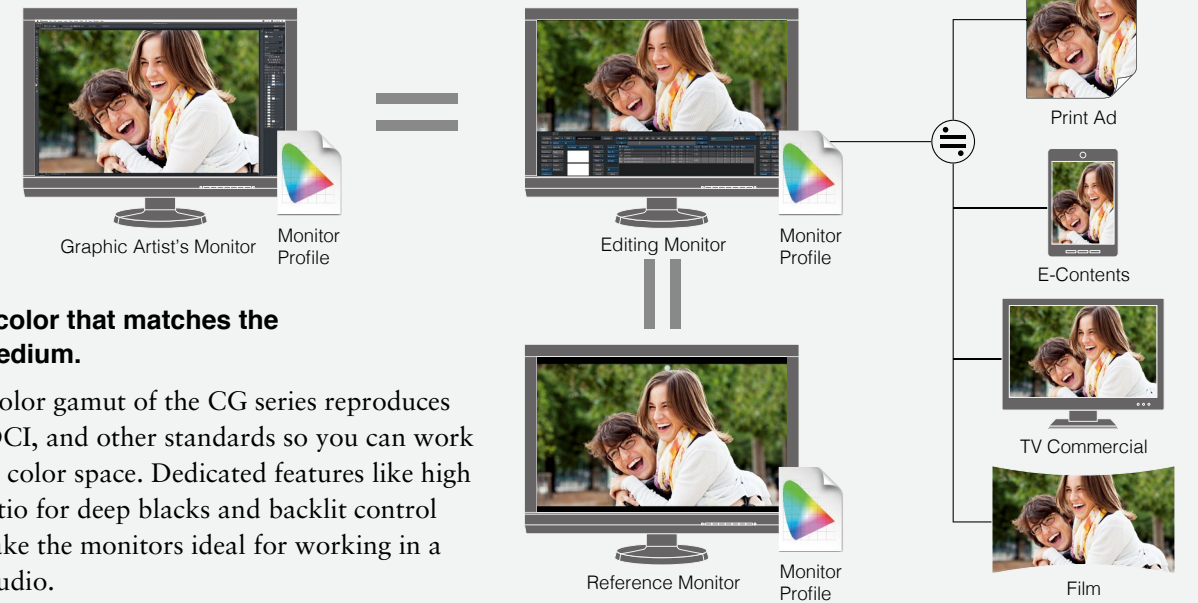 Graphic Artist's Monitor
Monitor
Profile
Editing Monitor
Monitor
Profile
Print Ad
E-Contents
TV Commercial
Film
Reference Monitor
Monitor
Profile
color that matches the
edium.
olor gamut of the CG series reproduces
DCI, and other standards so you can work
color space. Dedicated features like high
tio for deep blacks and backlit control
ke the monitors ideal for working in a
udio.